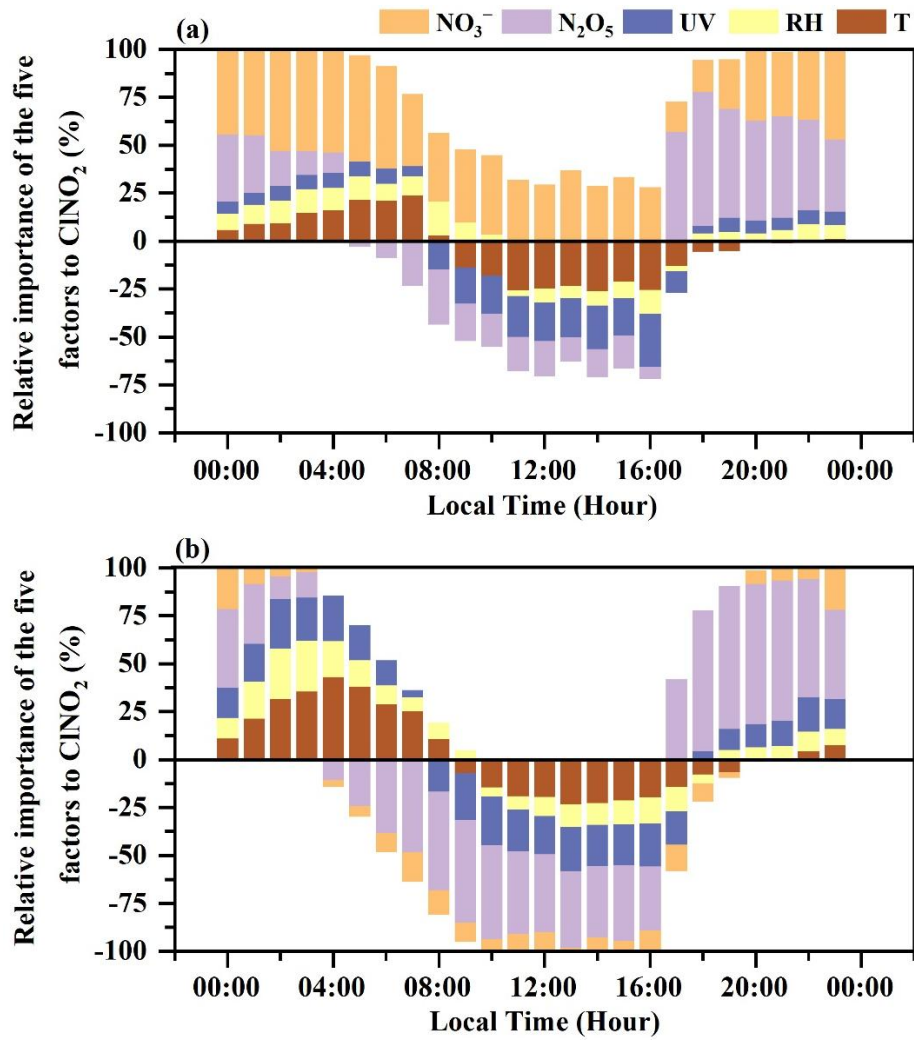 NO₃⁻ N₂O₅ UV RH T
(a)
Relative importance of the five
factors to ClNO₂ (%)
100
75
50
25
0
-25
-50
-75
-100
00:00 04:00 08:00 12:00 16:00 20:00 00:00
Local Time (Hour)
(b)
Relative importance of the five
factors to ClNO₂ (%)
100
75
50
25
0
-25
-50
-75
-100
00:00 04:00 08:00 12:00 16:00 20:00 00:00
Local Time (Hour)